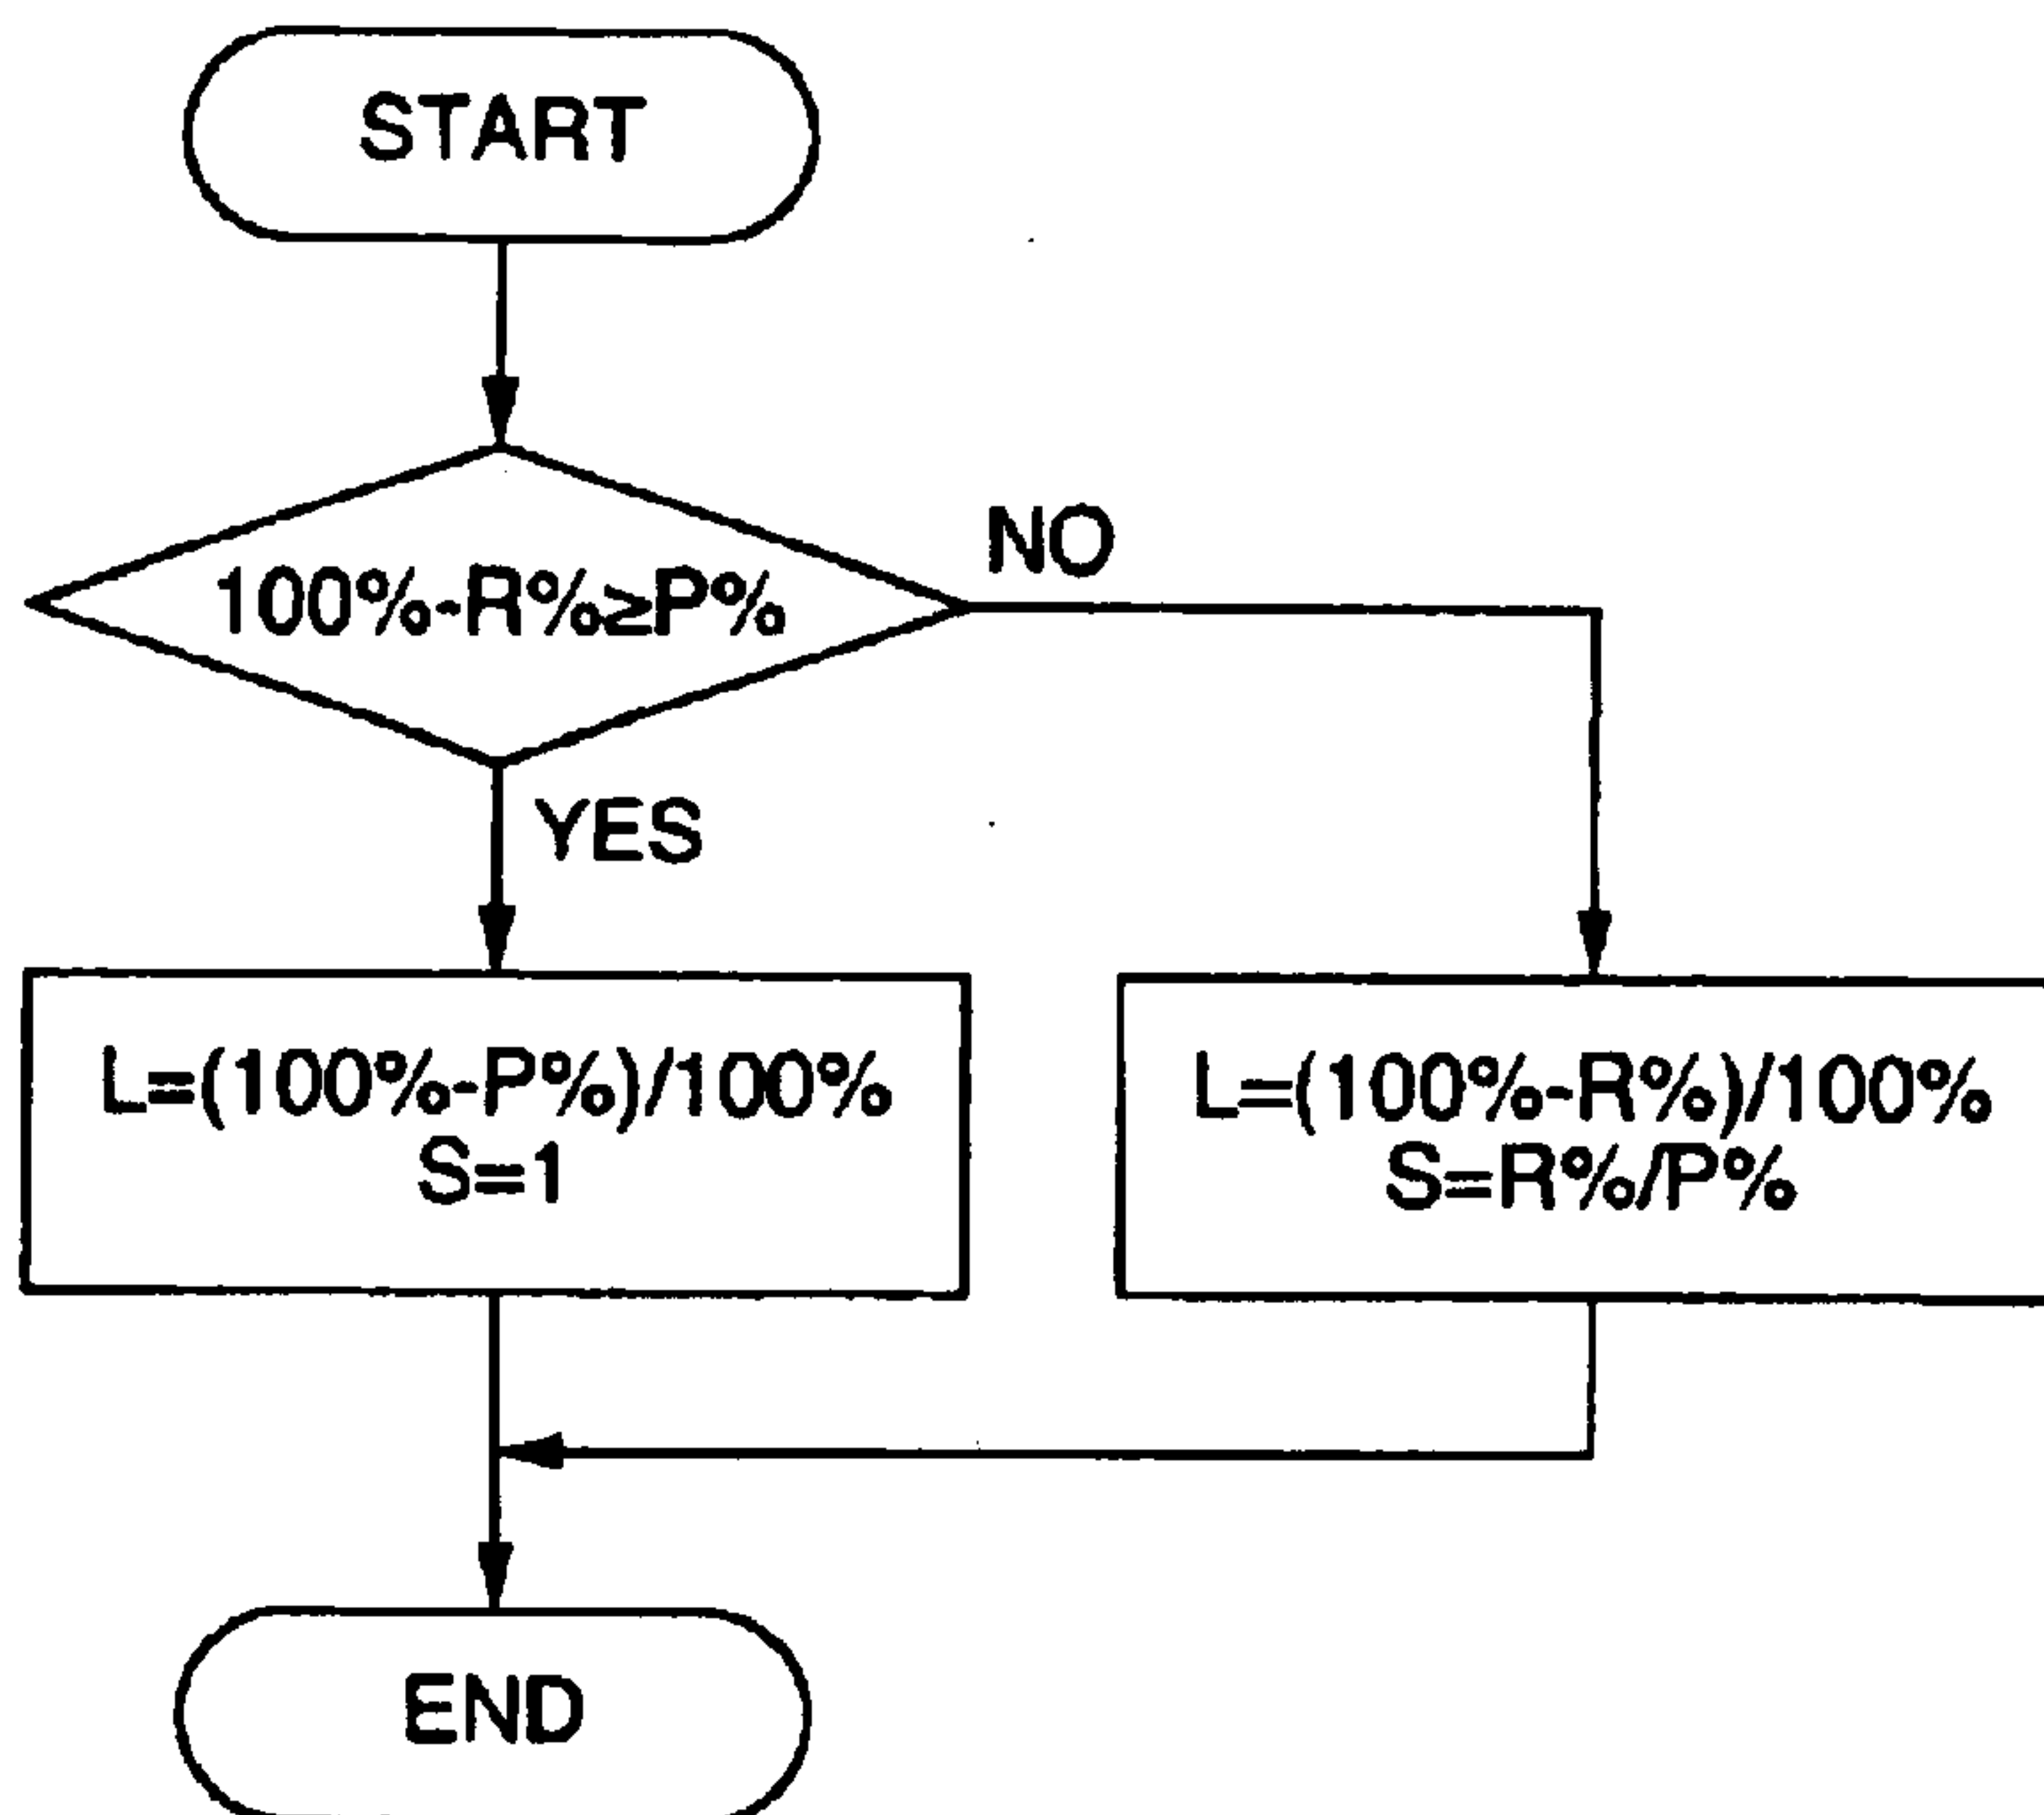 START
100%-R%≥P%
NO
YES
L=(100%-P%)/100%
S=1
L=(100%-R%)/100%
S=R%/P%
END